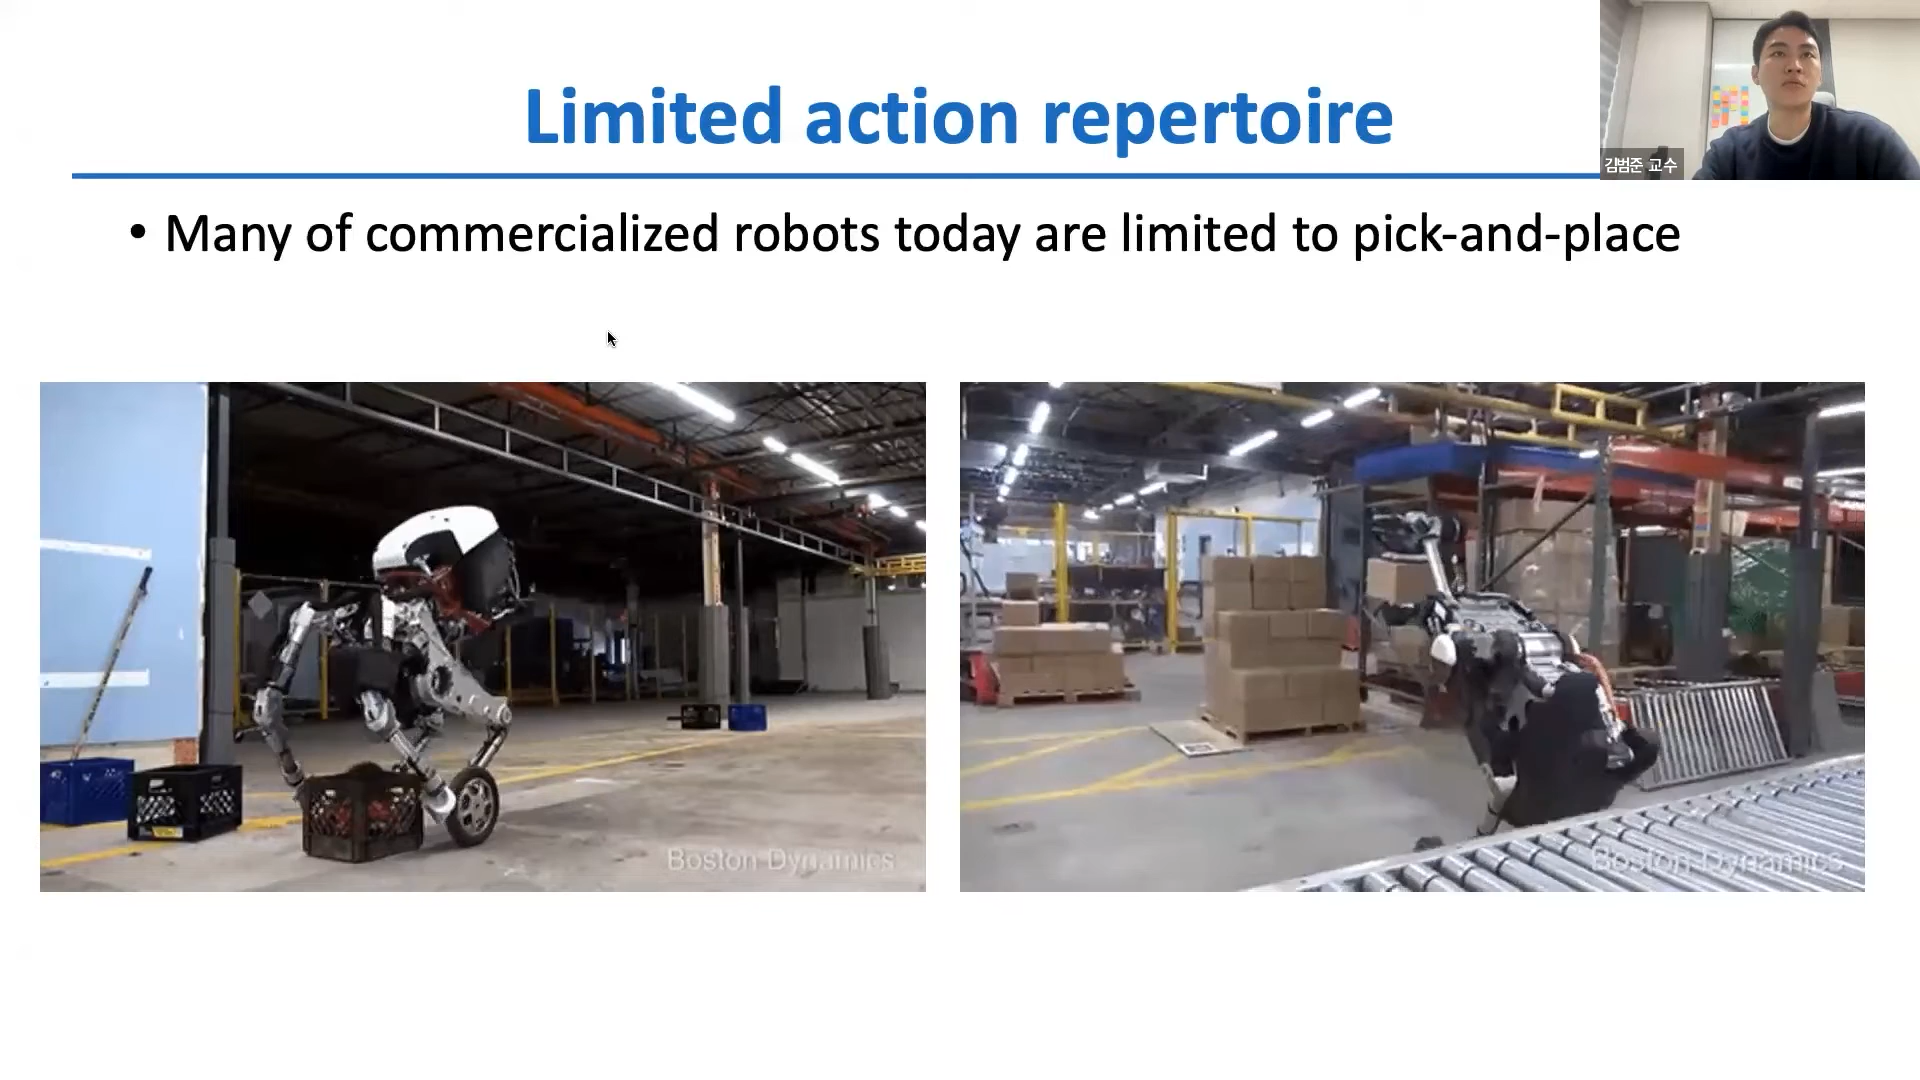 Limited action repertoire
김범준 교수
• Many of commercialized robots today are limited to pick-and-place
Boston Dynamics
Boston Dynamics